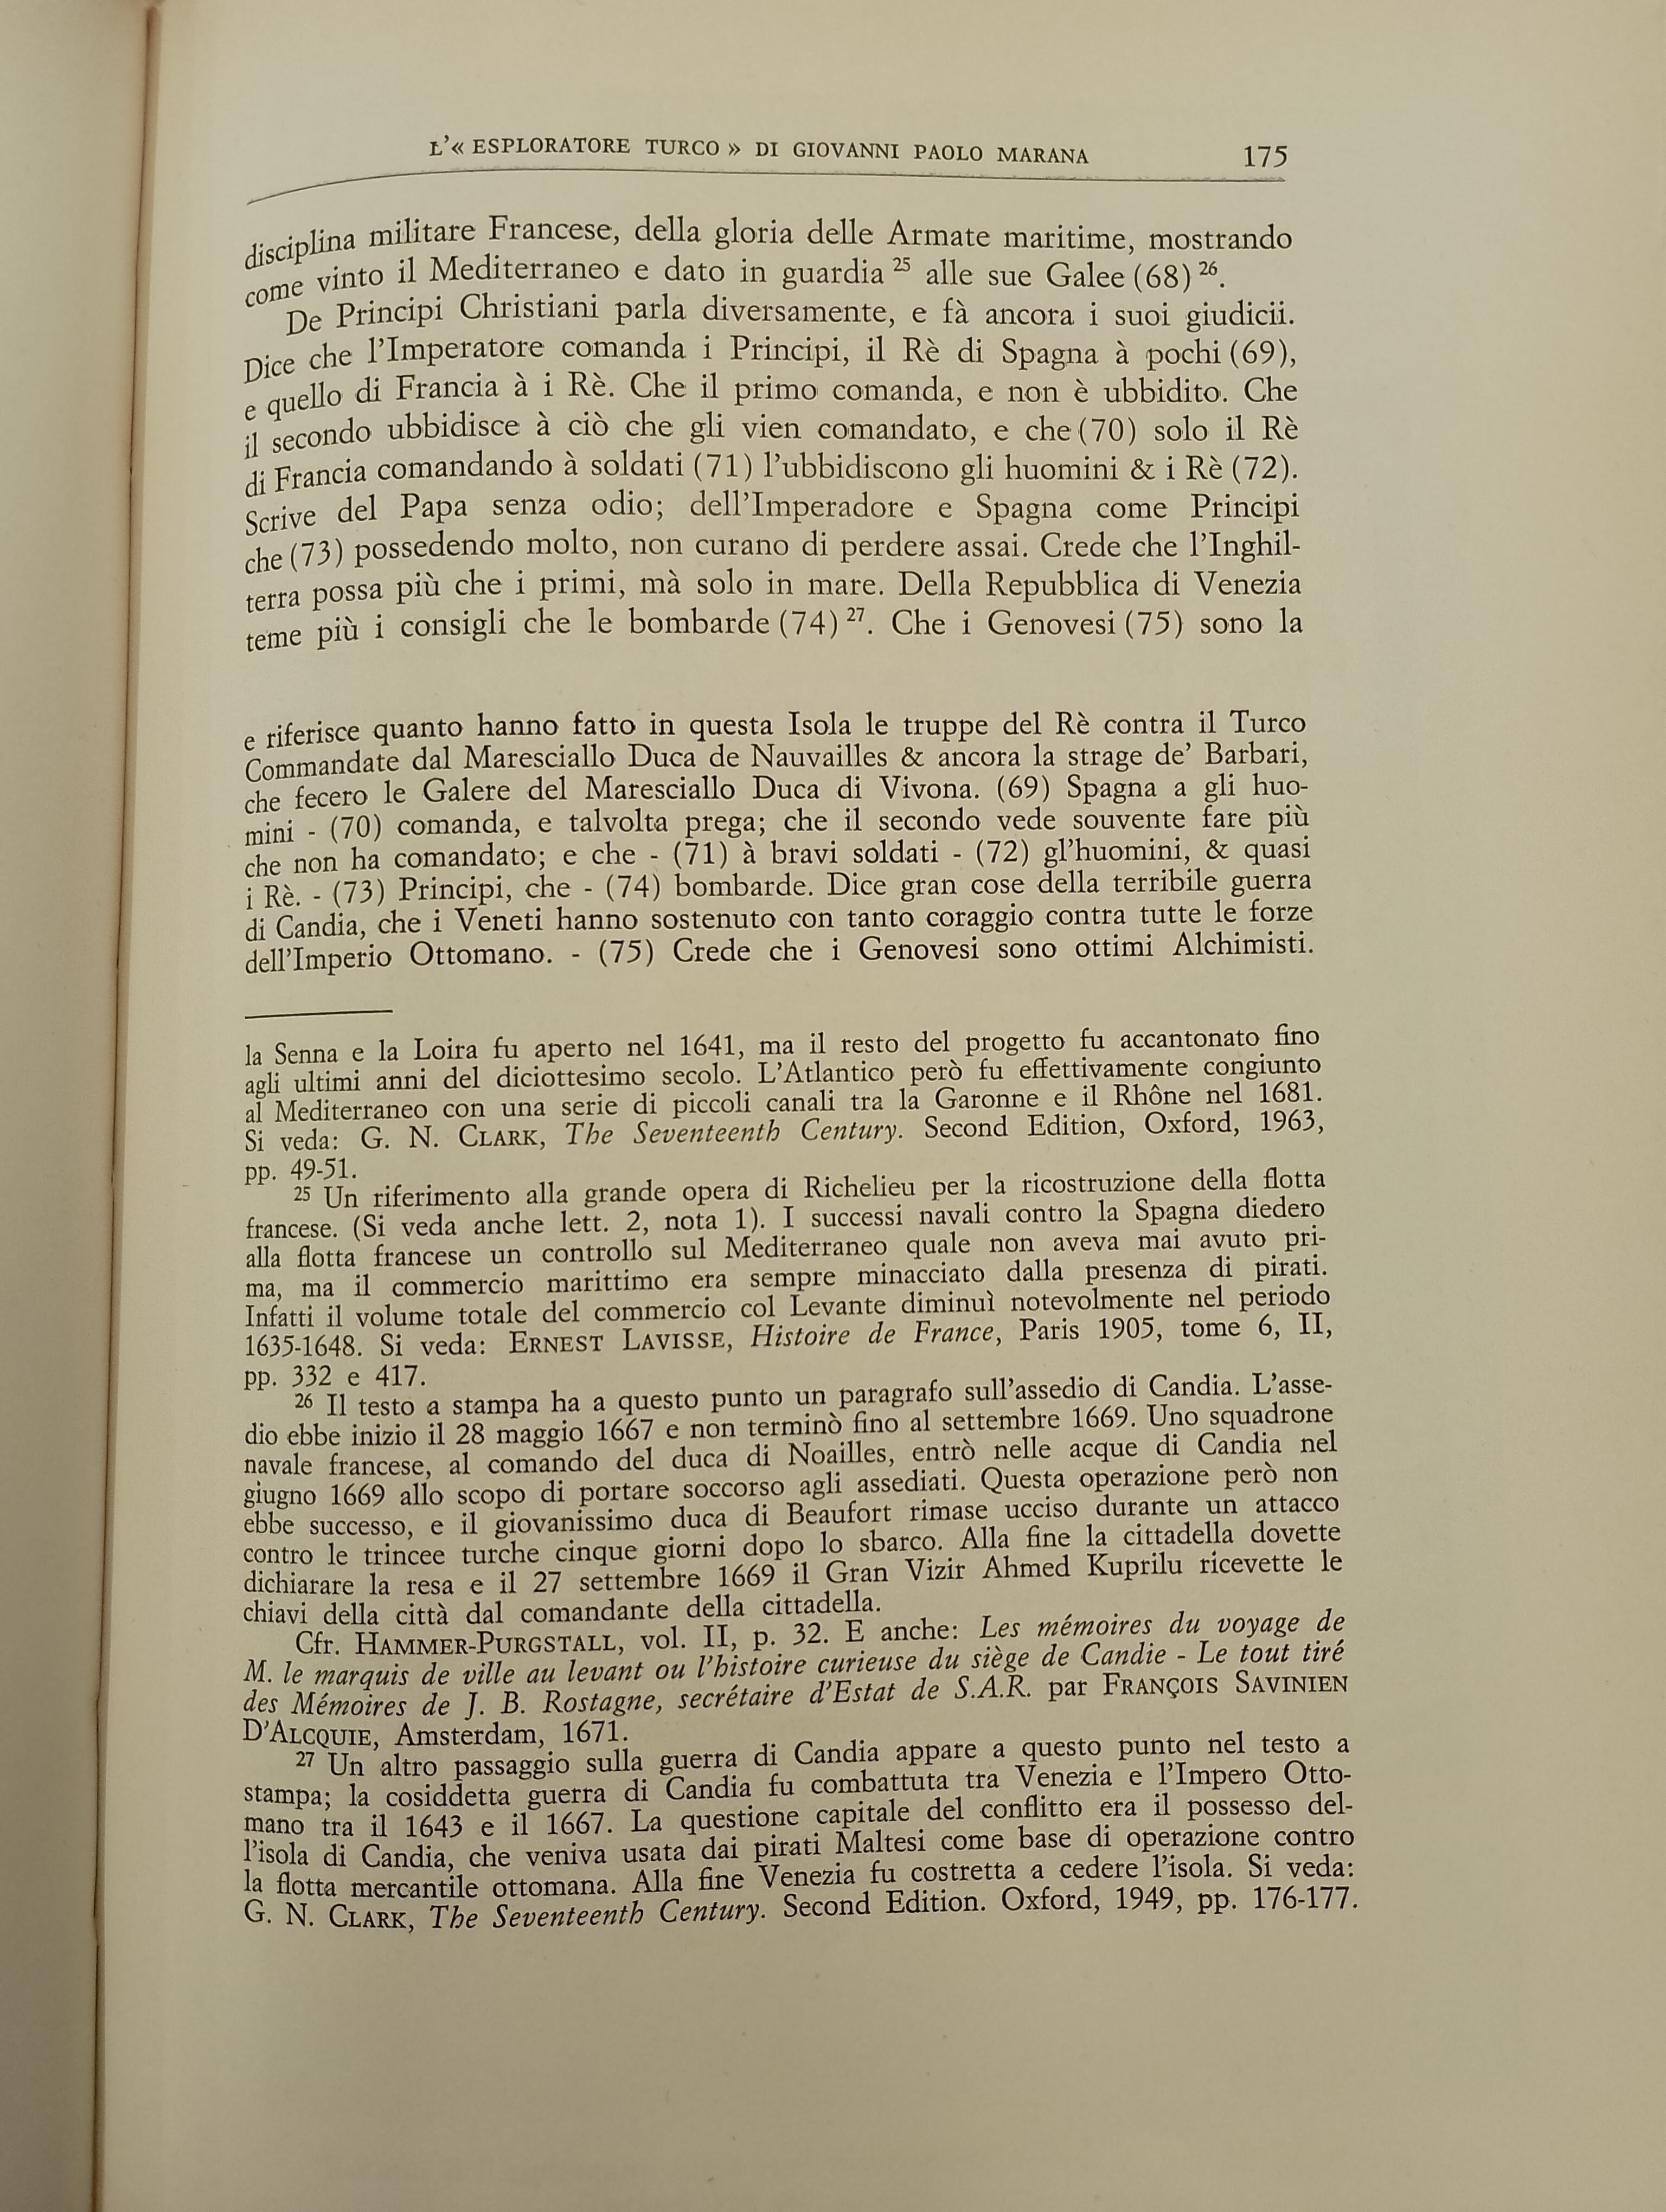 L'« ESPLORATORE TURCO » DI GIOVANNI PAOLO MARANA 175
disciplina militare Francese, della gloria delle Armate maritime, mostrando
come vinto il Mediterraneo e dato in guardia ²⁵ alle sue Galee (68) ²⁶.
De Principi Christiani parla diversamente, e fà ancora i suoi giudicii.
Dice che l'Imperatore comanda i Principi, il Rè di Spagna à pochi (69),
e quello di Francia à i Rè. Che il primo comanda, e non è ubbidito. Che
il secondo ubbidisce à ciò che gli vien comandato, e che (70) solo il Rè
di Francia comandando à soldati (71) l'ubbidiscono gli huomini & i Rè (72).
Scrive del Papa senza odio; dell'Imperadore e Spagna come Principi
che (73) possedendo molto, non curano di perdere assai. Crede che l'Inghil-
terra possa più che i primi, mà solo in mare. Della Repubblica di Venezia
teme più i consigli che le bombarde (74) ²⁷. Che i Genovesi (75) sono la
e riferisce quanto hanno fatto in questa Isola le truppe del Rè contra il Turco
Commandate dal Maresciallo Duca de Nauvailles & ancora la strage de' Barbari,
che fecero le Galere del Maresciallo Duca di Vivona. (69) Spagna a gli huo-
mini - (70) comanda, e talvolta prega; che il secondo vede souvente fare più
che non ha comandato; e che - (71) à bravi soldati - (72) gl'huomini, & quasi
i Rè. - (73) Principi, che - (74) bombarde. Dice gran cose della terribile guerra
di Candia, che i Veneti hanno sostenuto con tanto coraggio contra tutte le forze
dell'Imperio Ottomano. - (75) Crede che i Genovesi sono ottimi Alchimisti.
la Senna e la Loira fu aperto nel 1641, ma il resto del progetto fu accantonato fino
agli ultimi anni del diciottesimo secolo. L'Atlantico però fu effettivamente congiunto
al Mediterraneo con una serie di piccoli canali tra la Garonne e il Rhône nel 1681.
Si veda: G. N. CLARK, The Seventeenth Century. Second Edition, Oxford, 1963,
pp. 49-51.
²⁵ Un riferimento alla grande opera di Richelieu per la ricostruzione della flotta
francese. (Si veda anche lett. 2, nota 1). I successi navali contro la Spagna diedero
alla flotta francese un controllo sul Mediterraneo quale non aveva mai avuto pri-
ma, ma il commercio marittimo era sempre minacciato dalla presenza di pirati.
Infatti il volume totale del commercio col Levante diminuì notevolmente nel periodo
1635-1648. Si veda: ERNEST LAVISSE, Histoire de France, Paris 1905, tome 6, II,
pp. 332 e 417.
²⁶ Il testo a stampa ha a questo punto un paragrafo sull'assedio di Candia. L'asse-
dio ebbe inizio il 28 maggio 1667 e non terminò fino al settembre 1669. Uno squadrone
navale francese, al comando del duca di Noailles, entrò nelle acque di Candia nel
giugno 1669 allo scopo di portare soccorso agli assediati. Questa operazione però non
ebbe successo, e il giovanissimo duca di Beaufort rimase ucciso durante un attacco
contro le trincee turche cinque giorni dopo lo sbarco. Alla fine la cittadella dovette
dichiarare la resa e il 27 settembre 1669 il Gran Vizir Ahmed Kuprilu ricevette le
chiavi della città dal comandante della cittadella.
Cfr. HAMMER-PURGSTALL, vol. II, p. 32. E anche: Les mémoires du voyage de
M. le marquis de ville au levant ou l'histoire curieuse du siège de Candie - Le tout tiré
des Mémoires de J. B. Rostagne, secrétaire d'Estat de S.A.R. par FRANÇOIS SAVINIEN
D'ALCQUIE, Amsterdam, 1671.
²⁷ Un altro passaggio sulla guerra di Candia appare a questo punto nel testo a
stampa; la cosiddetta guerra di Candia fu combattuta tra Venezia e l'Impero Otto-
mano tra il 1643 e il 1667. La questione capitale del conflitto era il possesso del-
l'isola di Candia, che veniva usata dai pirati Maltesi come base di operazione contro
la flotta mercantile ottomana. Alla fine Venezia fu costretta a cedere l'isola. Si veda:
G. N. CLARK, The Seventeenth Century. Second Edition. Oxford, 1949, pp. 176-177.